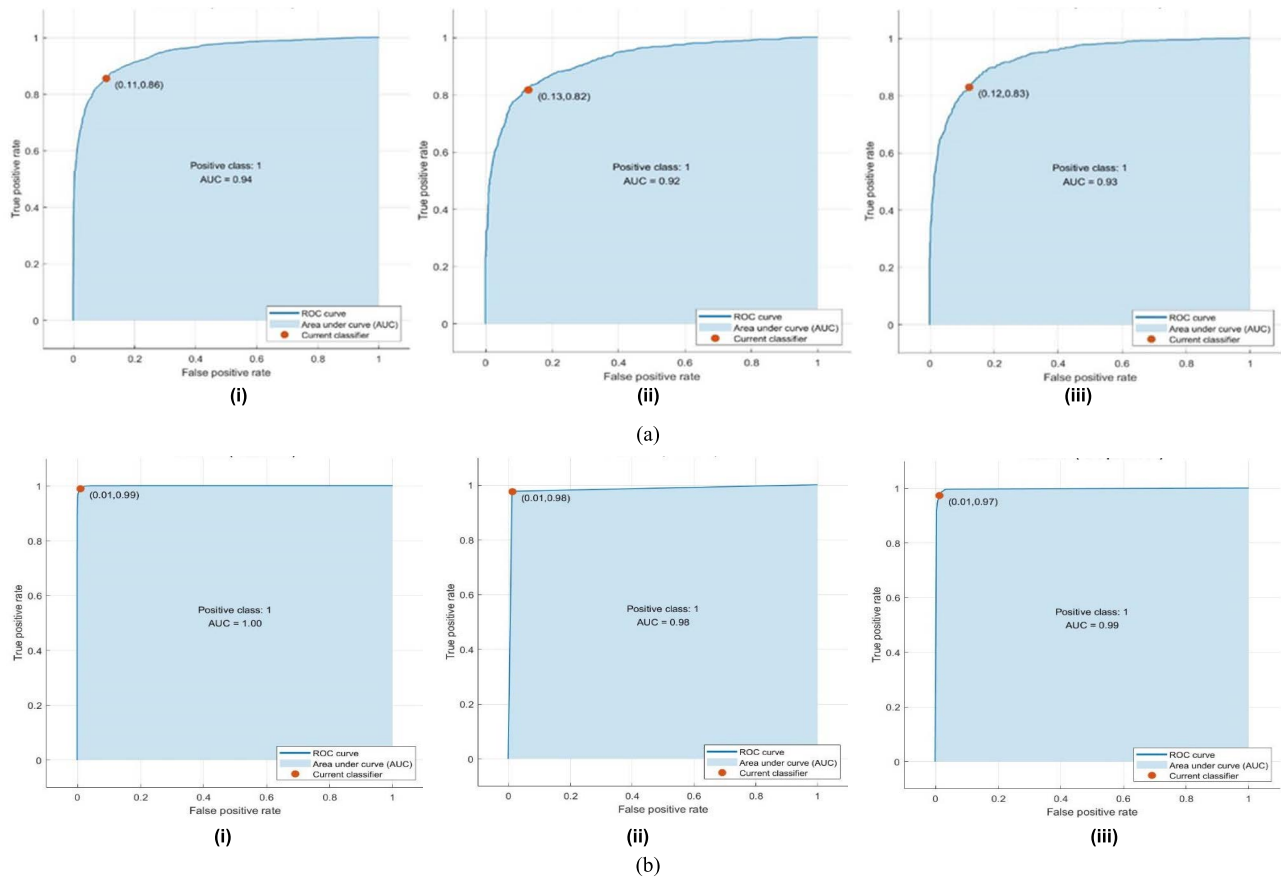 1
0.8
0.6
0.4
0.2
0
True positive rate
(0.11,0.86)
Positive class: 1
AUC = 0.94
ROC curve
Area under curve (AUC)
Current classifier
0 0.2 0.4 0.6 0.8 1
False positive rate
(i)
1
0.8
0.6
0.4
0.2
0
True positive rate
(0.13,0.82)
Positive class: 1
AUC = 0.92
ROC curve
Area under curve (AUC)
Current classifier
0 0.2 0.4 0.6 0.8 1
False positive rate
(ii)
1
0.8
0.6
0.4
0.2
0
True positive rate
(0.12,0.83)
Positive class: 1
AUC = 0.93
ROC curve
Area under curve (AUC)
Current classifier
0 0.2 0.4 0.6 0.8 1
False positive rate
(iii)
(a)
1
0.8
0.6
0.4
0.2
0
True positive rate
(0.01,0.99)
Positive class: 1
AUC = 1.00
ROC curve
Area under curve (AUC)
Current classifier
0 0.2 0.4 0.6 0.8 1
False positive rate
(i)
1
0.8
0.6
0.4
0.2
0
True positive rate
(0.01,0.98)
Positive class: 1
AUC = 0.98
ROC curve
Area under curve (AUC)
Current classifier
0 0.2 0.4 0.6 0.8 1
False positive rate
(ii)
1
0.8
0.6
0.4
0.2
0
True positive rate
(0.01,0.97)
Positive class: 1
AUC = 0.99
ROC curve
Area under curve (AUC)
Current classifier
0 0.2 0.4 0.6 0.8 1
False positive rate
(iii)
(b)